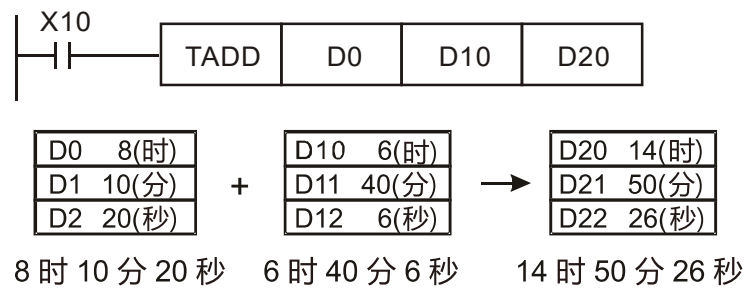 X10
TADD D0 D10 D20
D0 8(时) D10 6(时) D20 14(时)
D1 10(分) + D11 40(分) D21 50(分)
D2 20(秒) D12 6(秒) D22 26(秒)
8 时 10 分 20 秒 6 时 40 分 6 秒 14 时 50 分 26 秒